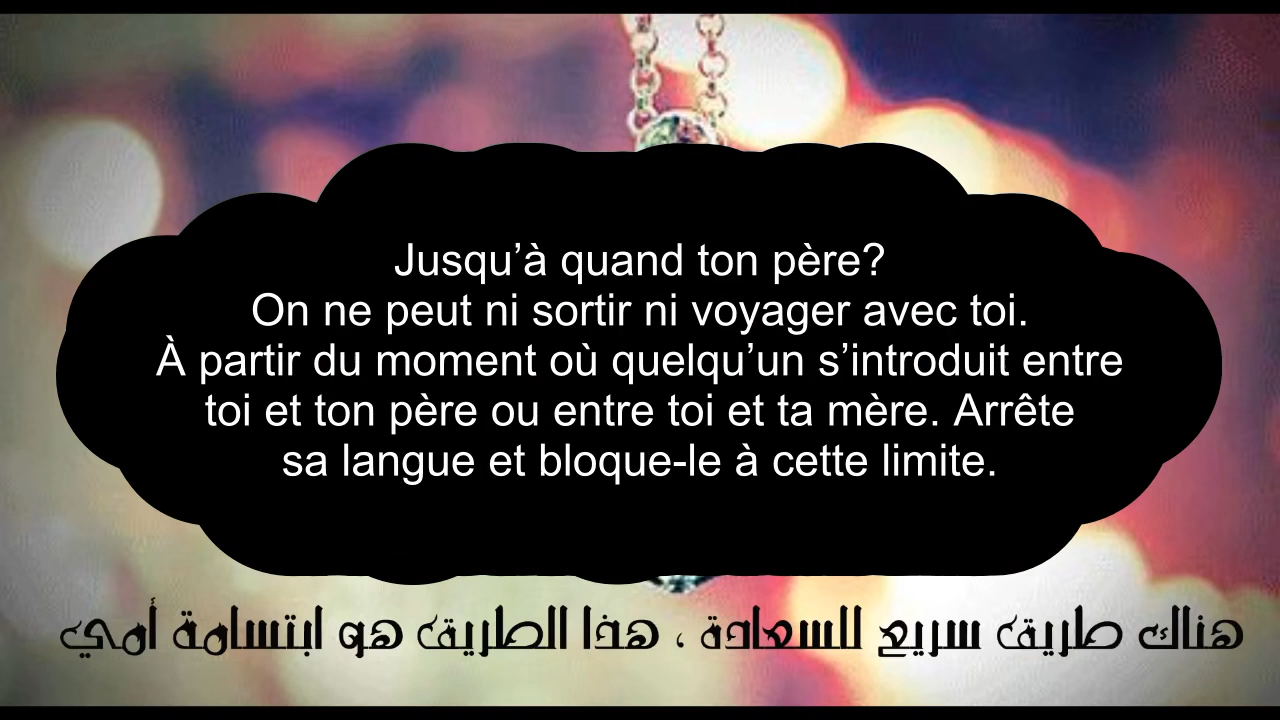 Jusqu’à quand ton père?
On ne peut ni sortir ni voyager avec toi.
À partir du moment où quelqu’un s’introduit entre
toi et ton père ou entre toi et ta mère. Arrête
sa langue et bloque-le à cette limite.
هناك طريق سريع للسعادة ، هذا الطريق هو ابتسامة أمي